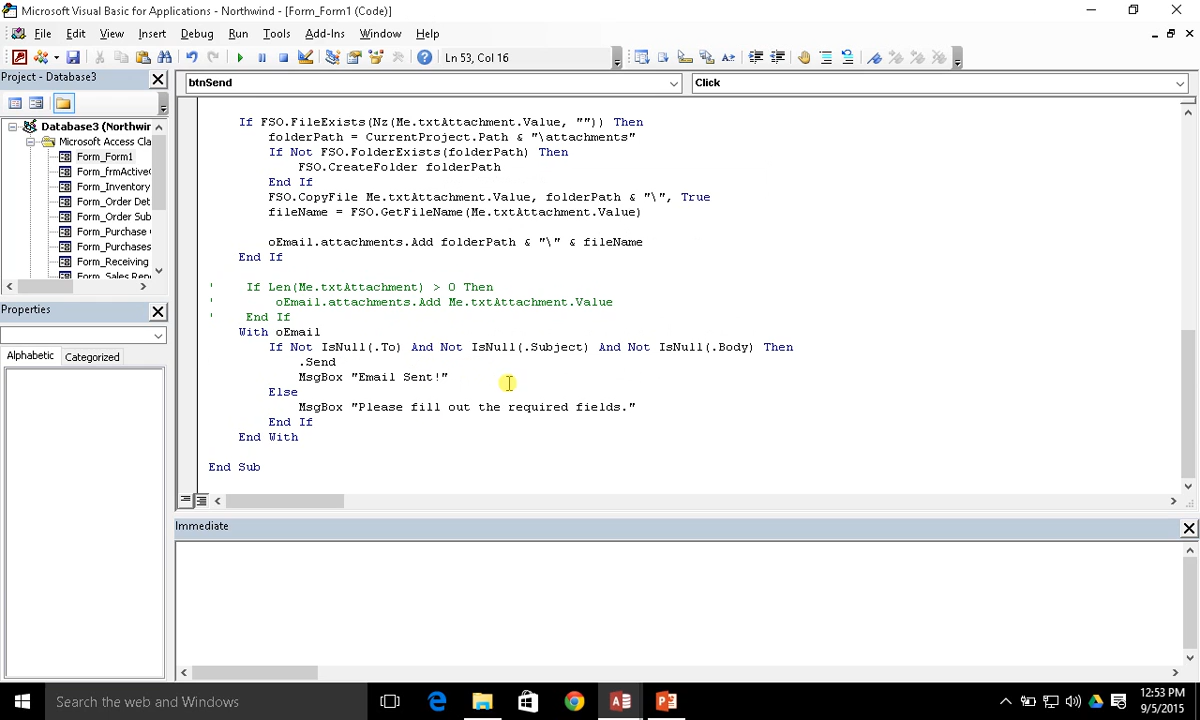 Microsoft Visual Basic for Applications - Northwind - [Form_Form1 (Code)]
File Edit View Insert Format Debug Run Tools Add-Ins Window Help
Ln 53, Col 16
Project - Database3
btnSend
Click
Database3 (Northwir
Microsoft Access Cla
Form_Form1
Form_frmActive
Form_Inventory
Form_Order Det
Form_Order Sub
Form_Purchase
Form_Purchases
Form_Receiving
Form_Sales Rep
Properties
Alphabetic Categorized
If FSO.FileExists(Nz(Me.txtAttachment.Value, "")) Then
folderPath = CurrentProject.Path & "\attachments"
If Not FSO.FolderExists(folderPath) Then
FSO.CreateFolder folderPath
End If
FSO.CopyFile Me.txtAttachment.Value, folderPath & "\", True
fileName = FSO.GetFileName(Me.txtAttachment.Value)
oEmail.attachments.Add folderPath & "\" & fileName
End If
' If Len(Me.txtAttachment) > 0 Then
' oEmail.attachments.Add Me.txtAttachment.Value
' End If
With oEmail
If Not IsNull(.To) And Not IsNull(.Subject) And Not IsNull(.Body) Then
.Send
MsgBox "Email Sent!"
Else
MsgBox "Please fill out the required fields."
End If
End With
End Sub
Immediate
Search the web and Windows
12:53 PM
9/5/2015